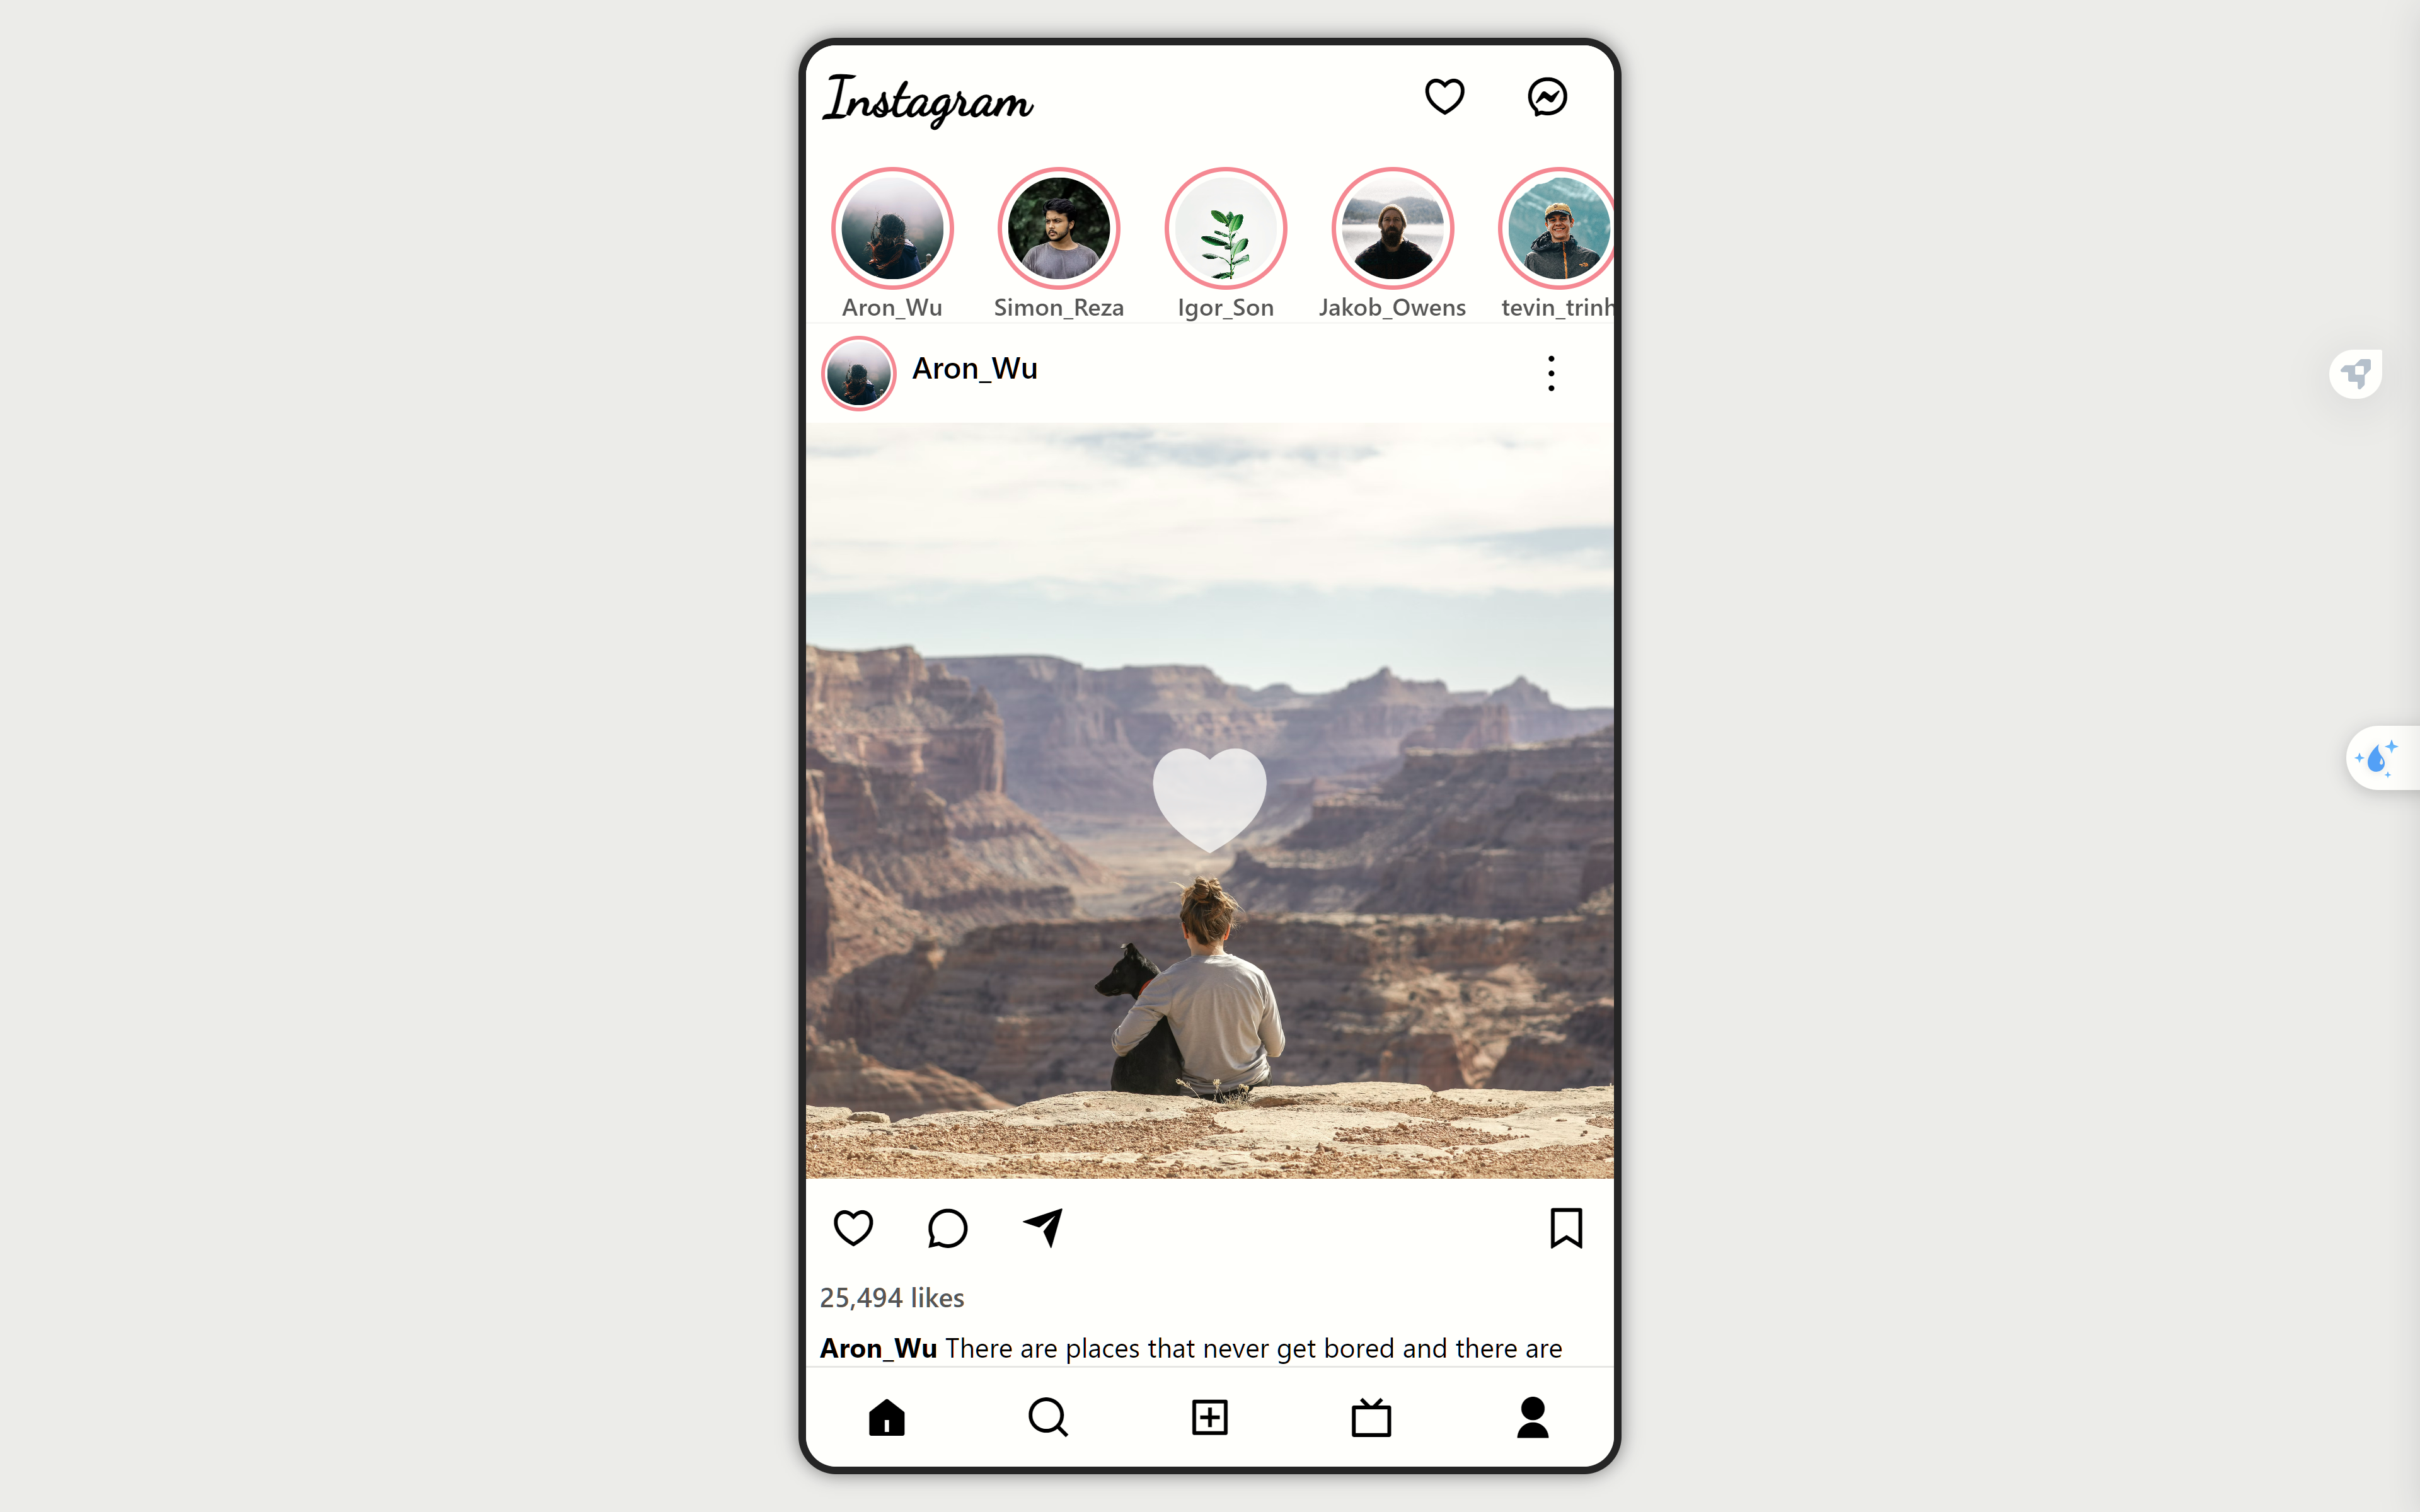 Instagram
Aron_Wu
Simon_Reza
Igor_Son
Jakob_Owens
tevin_trinh
Aron_Wu
25,494 likes
Aron_Wu There are places that never get bored and there are